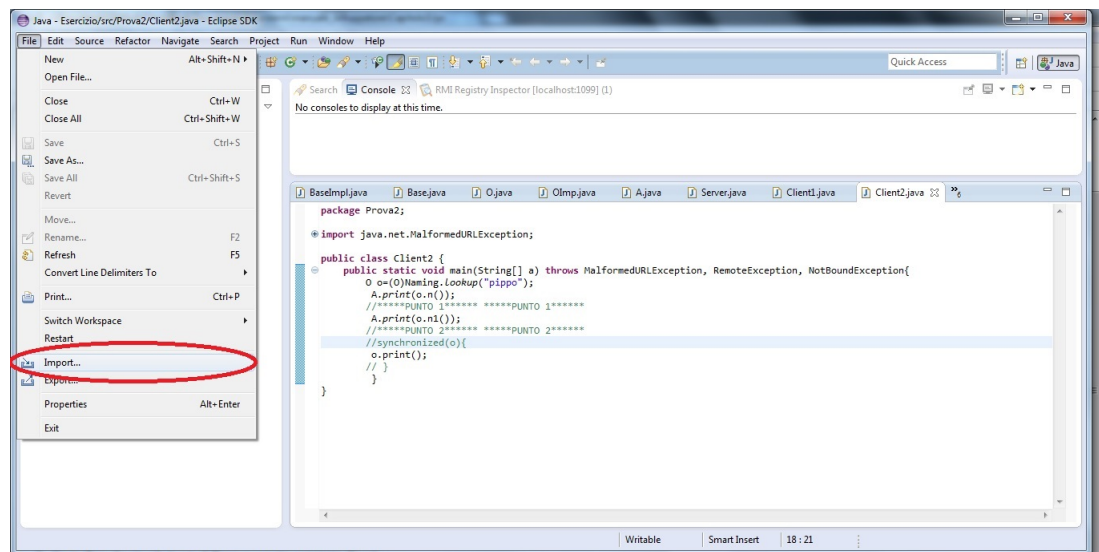 Java - Esercizio/src/Prova2/Client2.java - Eclipse SDK
File Edit Source Refactor Navigate Search Project Run Window Help
New Alt+Shift+N
Open File...
Close Ctrl+W
Close All Ctrl+Shift+W
Save Ctrl+S
Save As...
Save All Ctrl+Shift+S
Revert
Move...
Rename... F2
Refresh F5
Convert Line Delimiters To
Print... Ctrl+P
Switch Workspace
Restart
Import...
Export...
Properties Alt+Enter
Exit
Quick Access Java
Search Console RMI Registry Inspector [localhost:1099] (1)
No consoles to display at this time.
BaseImpl.java Base.java O.java OImp.java A.java Server.java Client1.java Client2.java »6
package Prova2;
import java.net.MalformedURLException;
public class Client2 {
public static void main(String[] a) throws MalformedURLException, RemoteException, NotBoundException{
O o=(O)Naming.lookup("pippo");
A.print(o.n());
//*****PUNTO 1****** *****PUNTO 1******
A.print(o.n1());
//*****PUNTO 2****** *****PUNTO 2******
//synchronized(o){
o.print();
// }
}
}
Writable Smart Insert 18 : 21